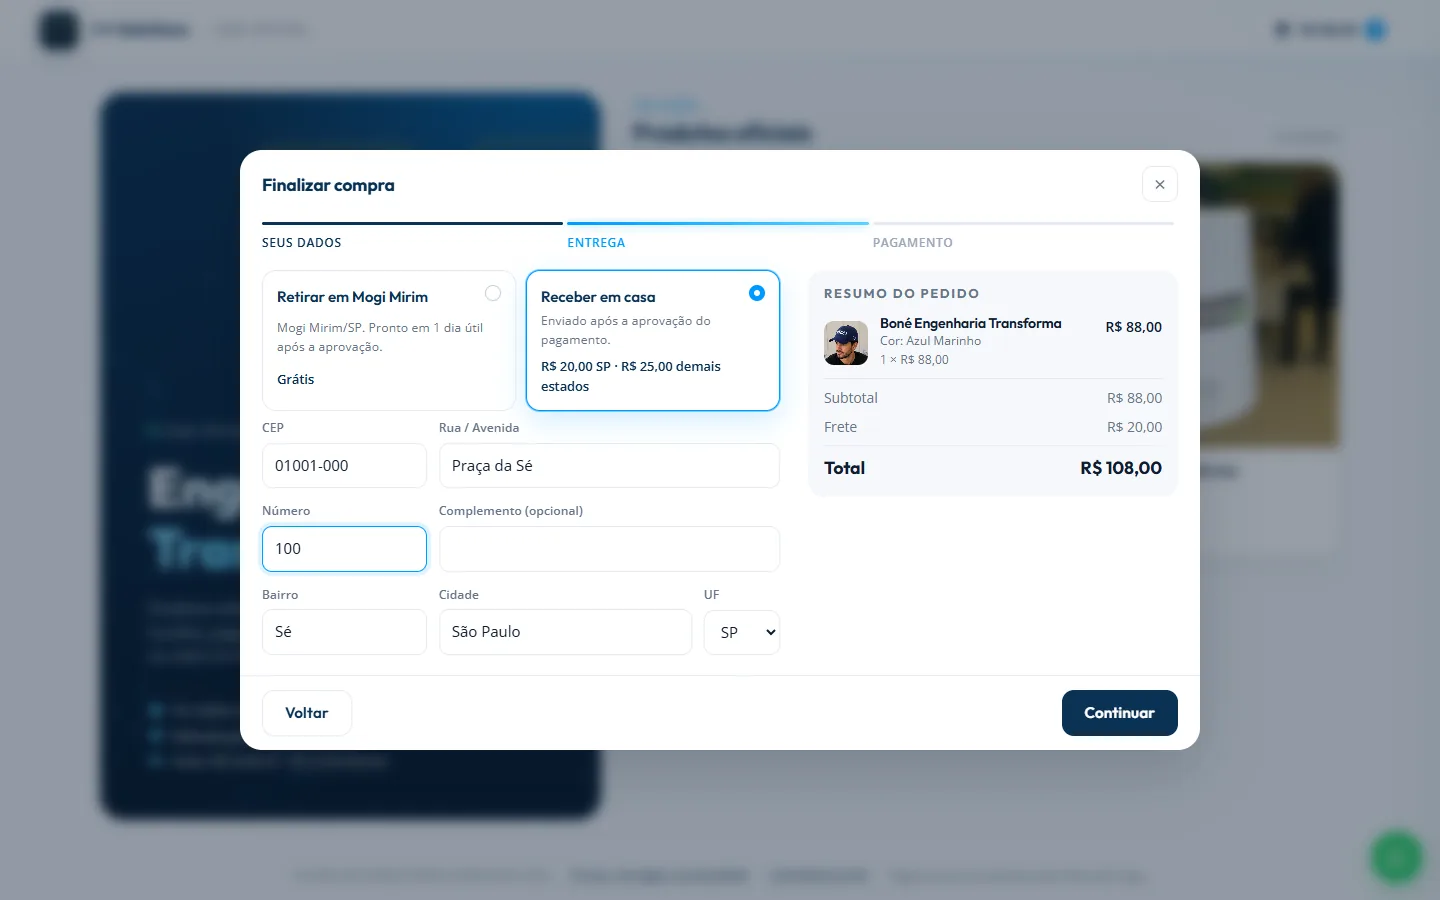 Finalizar compra
×
SEUS DADOS
ENTREGA
PAGAMENTO
Retirar em Mogi Mirim
Mogi Mirim/SP. Pronto em 1 dia útil
após a aprovação.
Grátis
Receber em casa
Enviado após a aprovação do
pagamento.
R$ 20,00 SP · R$ 25,00 demais
estados
CEP
Rua / Avenida
01001-000
Praça da Sé
Número
Complemento (opcional)
100
Bairro
Cidade
UF
Sé
São Paulo
SP
RESUMO DO PEDIDO
Boné Engenharia Transforma
R$ 88,00
Cor: Azul Marinho
1 × R$ 88,00
Subtotal
R$ 88,00
Frete
R$ 20,00
Total
R$ 108,00
Voltar
Continuar
Produtos oficiais